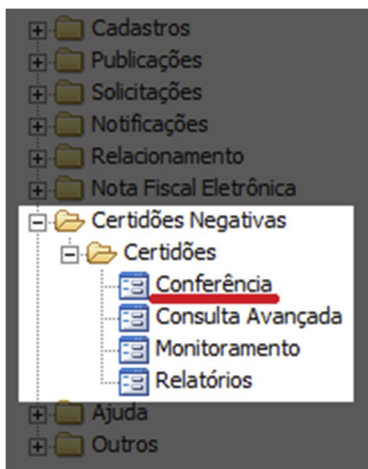 Cadastros
Publicações
Solicitações
Notificações
Relacionamento
Nota Fiscal Eletrônica
Certidões Negativas
Certidões
Conferência
Consulta Avançada
Monitoramento
Relatórios
Ajuda
Outros